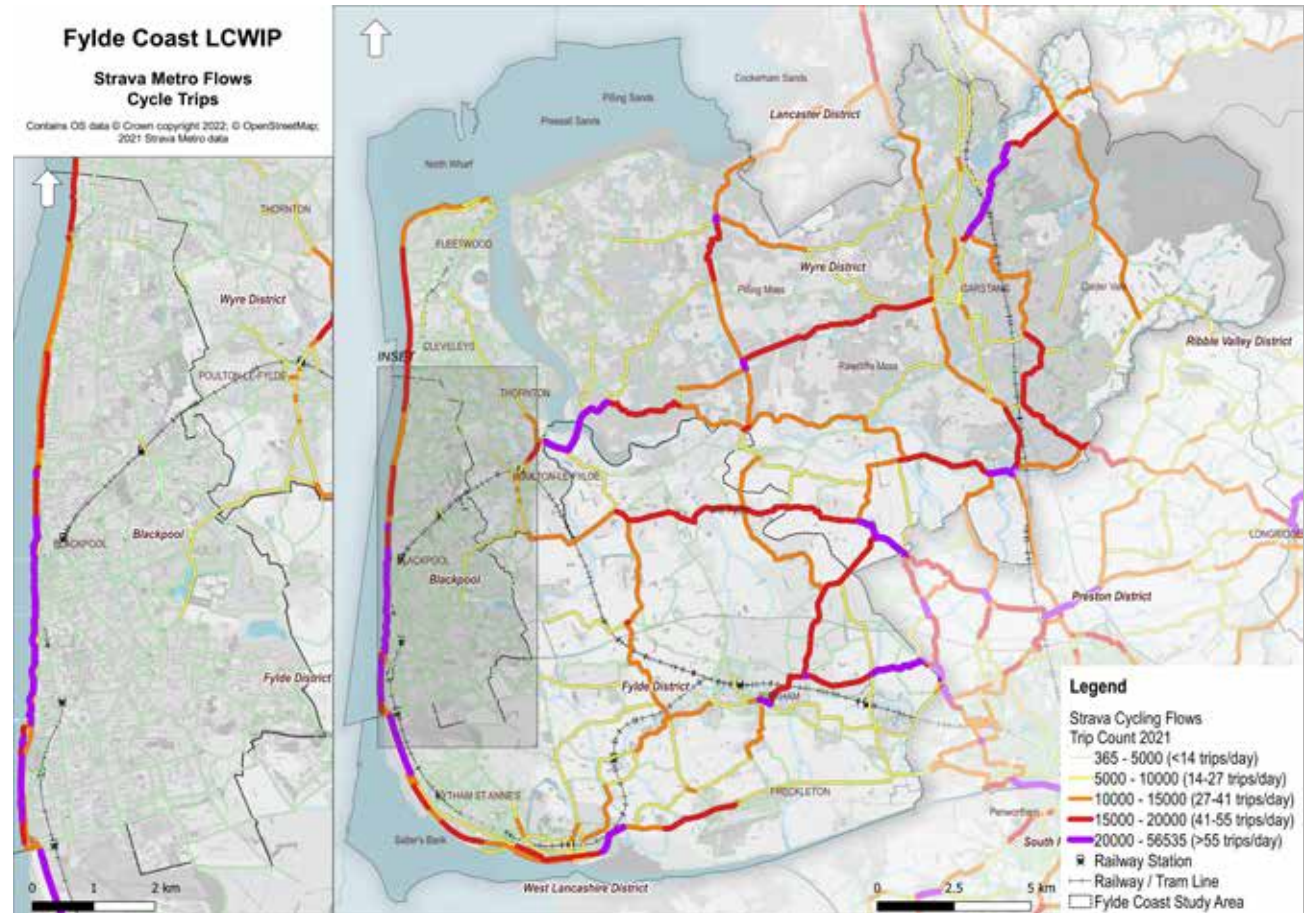 Fylde Coast LCWIP
Strava Metro Flows
Cycle Trips
Contains OS data © Crown copyright 2022; © OpenStreetMap;
2021 Strava Metro data
THORNTON
Wyre District
POULTON-LE-FYLDE
BLACKPOOL
Blackpool
Fylde District
0 1 2 km
Cockerham Sands
Pilling Sands
Lancaster District
Preesall Sands
North Wharf
FLEETWOOD
Wyre District
Pilling Moss
GARSTANG
Calder Vale
CLEVELEYS
Ribble Valley District
INSET
Rawcliffe Moss
THORNTON
POULTON-LE-FYLDE
LONGRIDGE
BLACKPOOL
Blackpool
Preston District
Fylde District
LYTHAM ST ANNE'S
FRECKLETON
Penwortham
Salter's Bank
South
West Lancashire District
0 2.5 5 km
Legend
Strava Cycling Flows
Trip Count 2021
365 - 5000 (<14 trips/day)
5000 - 10000 (14-27 trips/day)
10000 - 15000 (27-41 trips/day)
15000 - 20000 (41-55 trips/day)
20000 - 56535 (>55 trips/day)
Railway Station
Railway / Tram Line
Fylde Coast Study Area